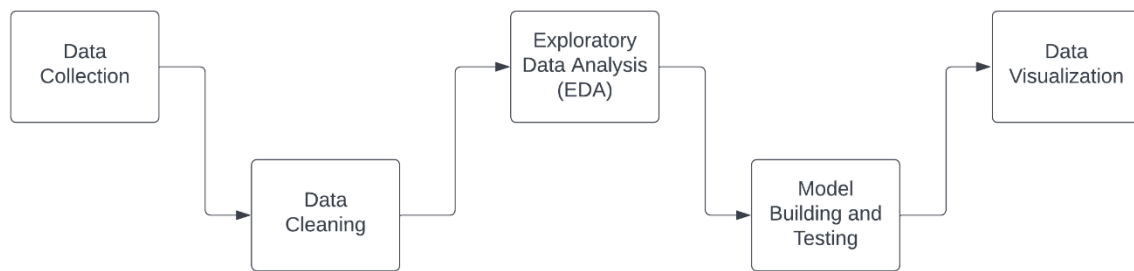 Data
Collection
Data
Cleaning
Exploratory
Data Analysis
(EDA)
Model
Building and
Testing
Data
Visualization